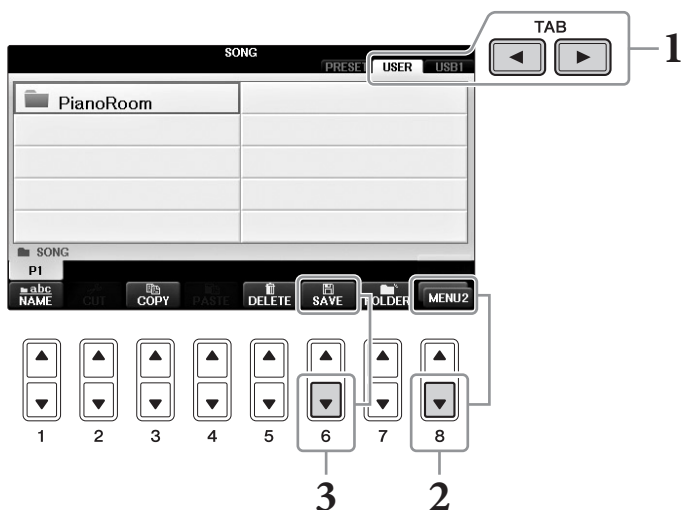 TAB
1
SONG
PRESET USER USB1
PianoRoom
SONG
P1
abc
NAME CUT COPY PASTE DELETE SAVE FOLDER MENU2
1 2 3 4 5 6 7 8
3 2